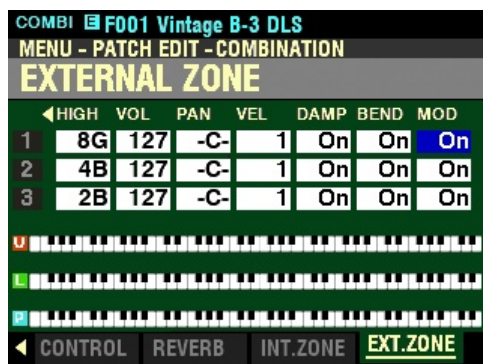 COMBI E F001 Vintage B-3 DLS
MENU - PATCH EDIT - COMBINATION
EXTERNAL ZONE
HIGH VOL PAN VEL DAMP BEND MOD
1 8G 127 -C- 1 On On On
2 4B 127 -C- 1 On On On
3 2B 127 -C- 1 On On On
U
L
P
CONTROL REVERB INT.ZONE EXT.ZONE